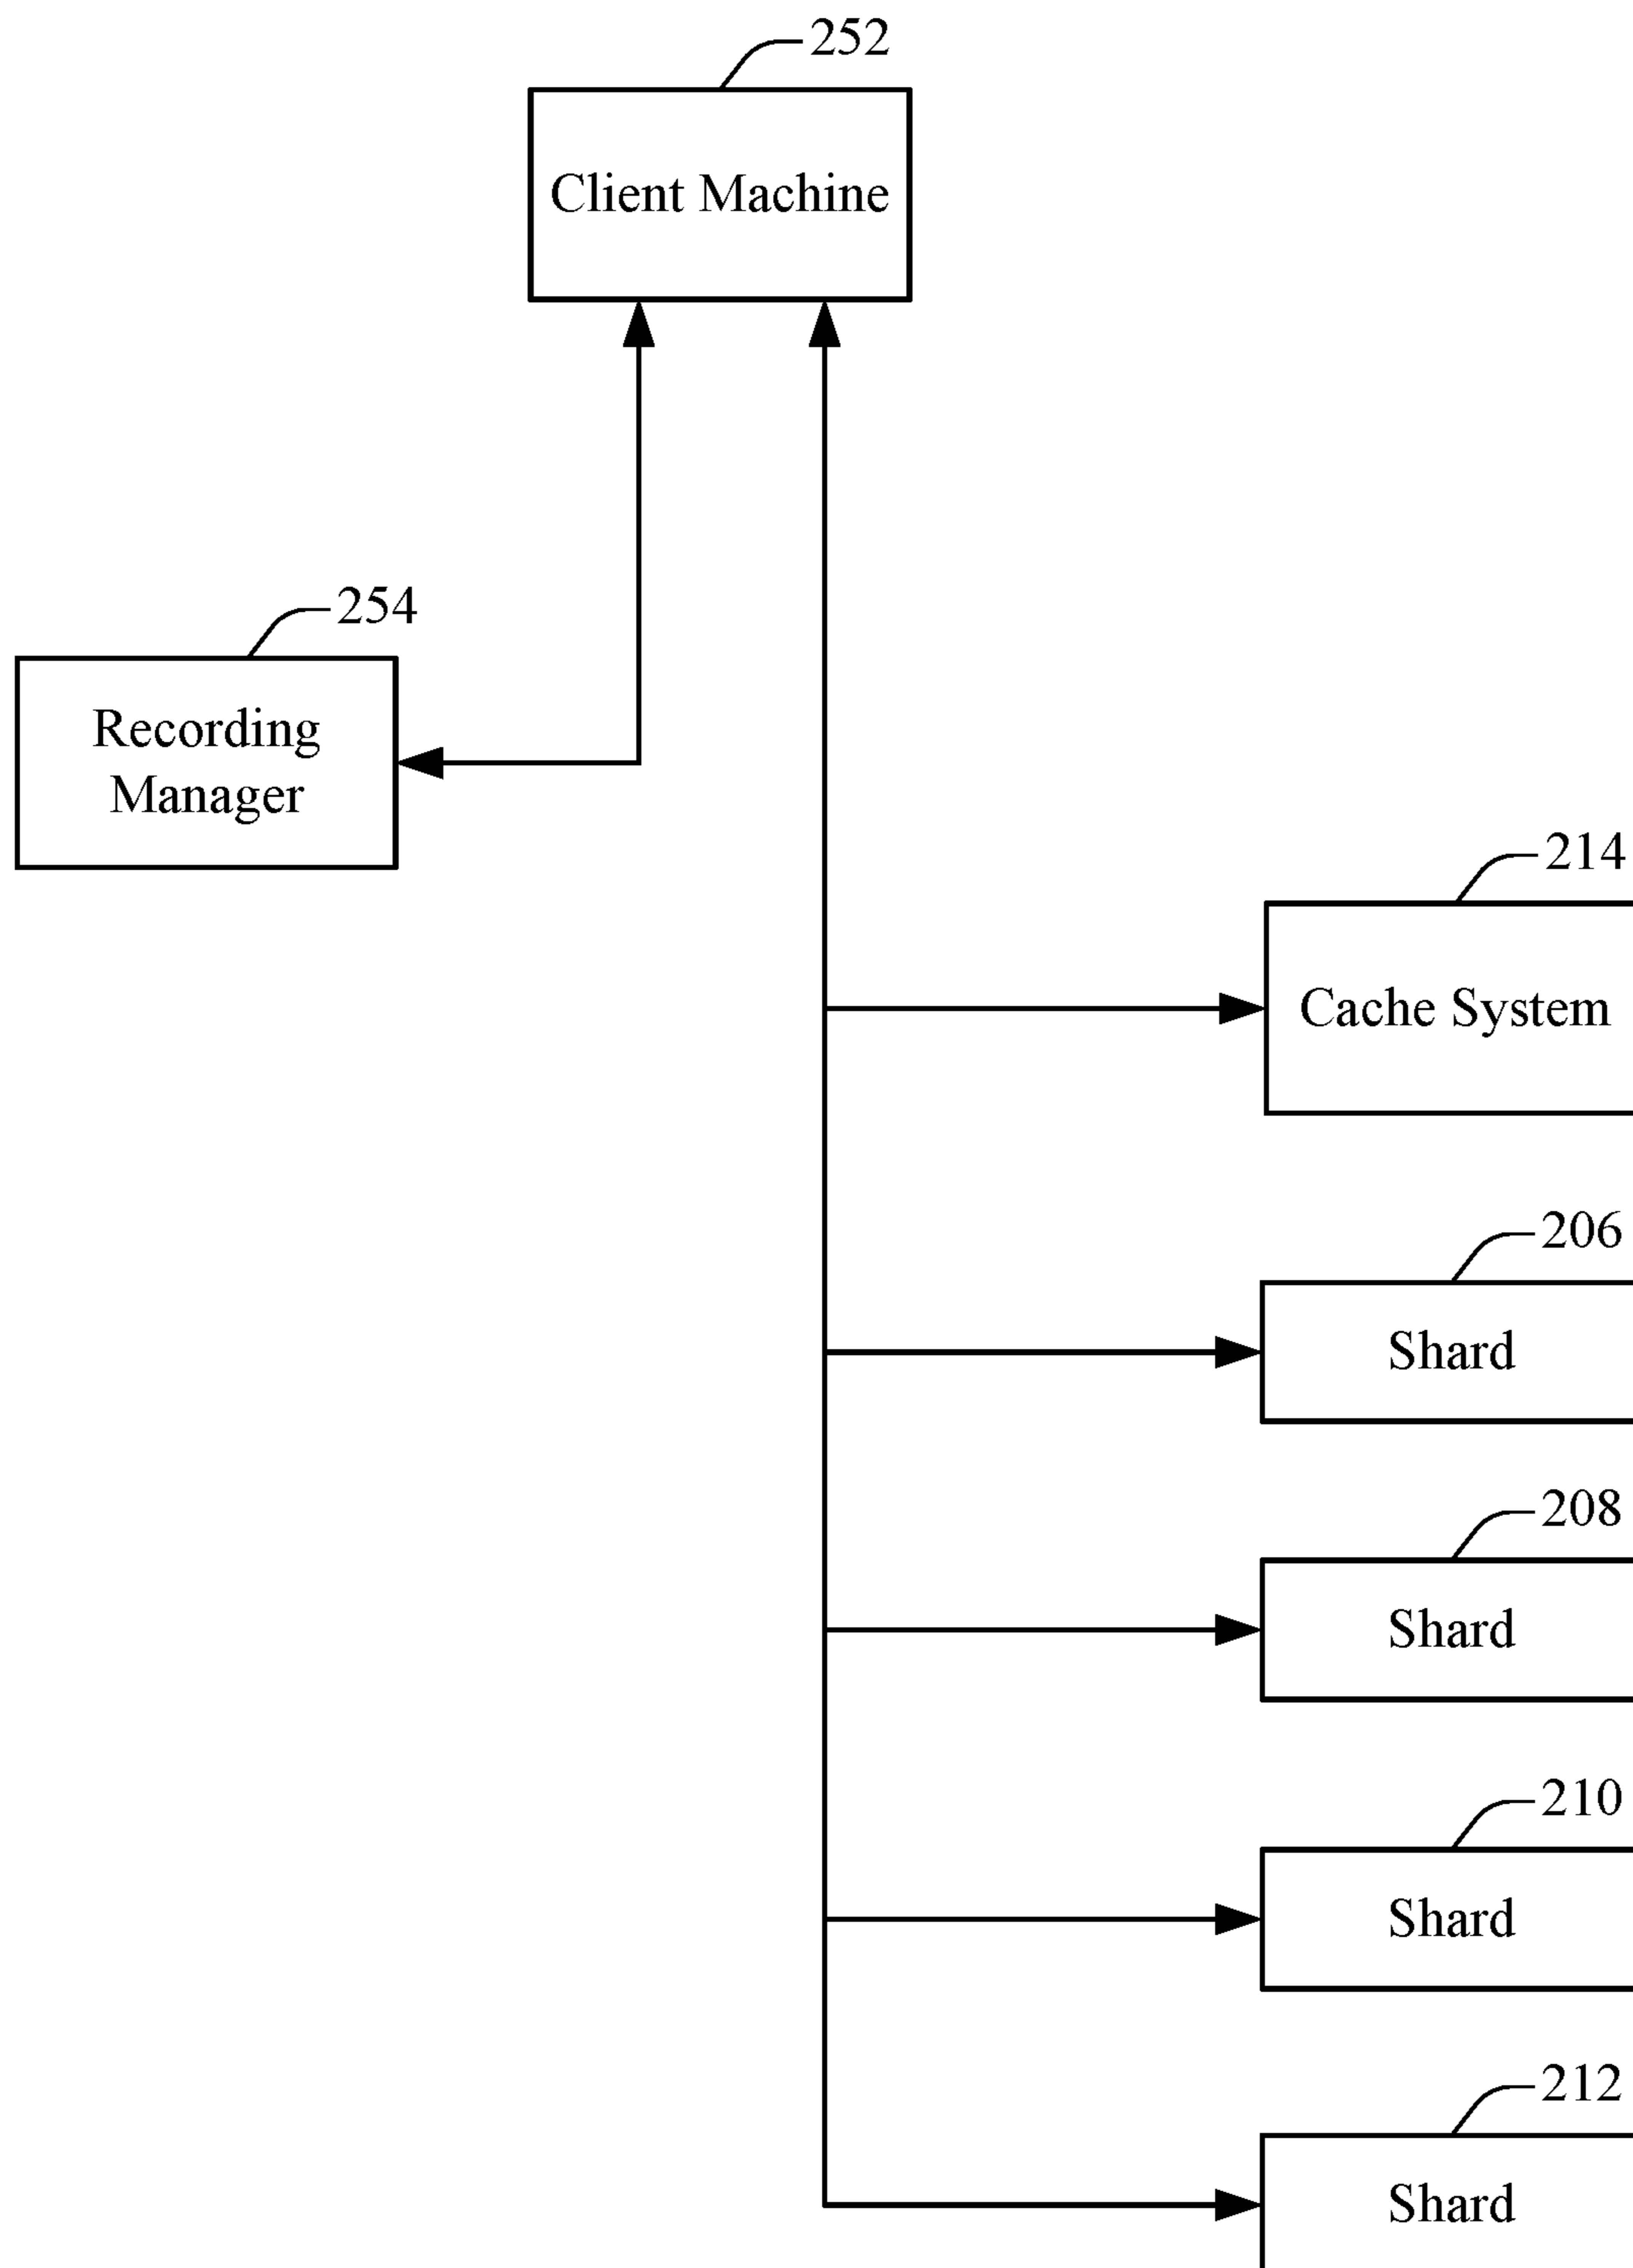 252
Client Machine
254
Recording
Manager
214
Cache System
206
Shard
208
Shard
210
Shard
212
Shard